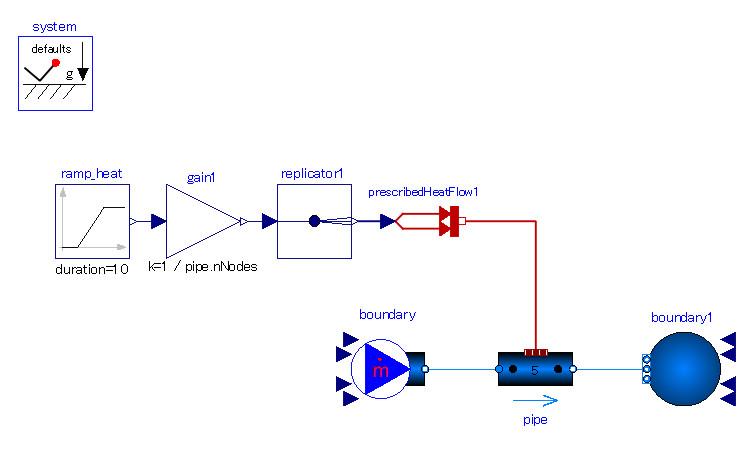 system
defaults
g
ramp_heat
gain1
replicator1
prescribedHeatFlow1
duration=10
k=1 / pipe.nNodes
boundary
boundary1
m
5
pipe